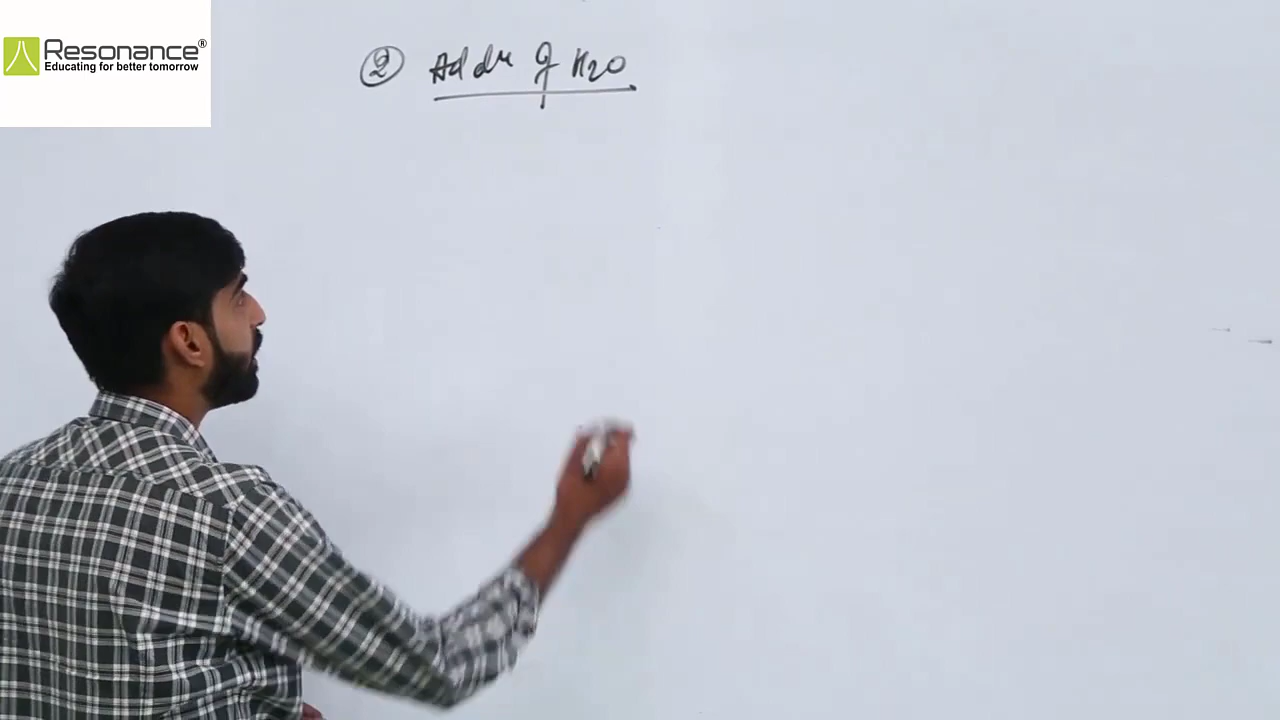 Resonance®
Educating for better tomorrow
② Addn of H2O